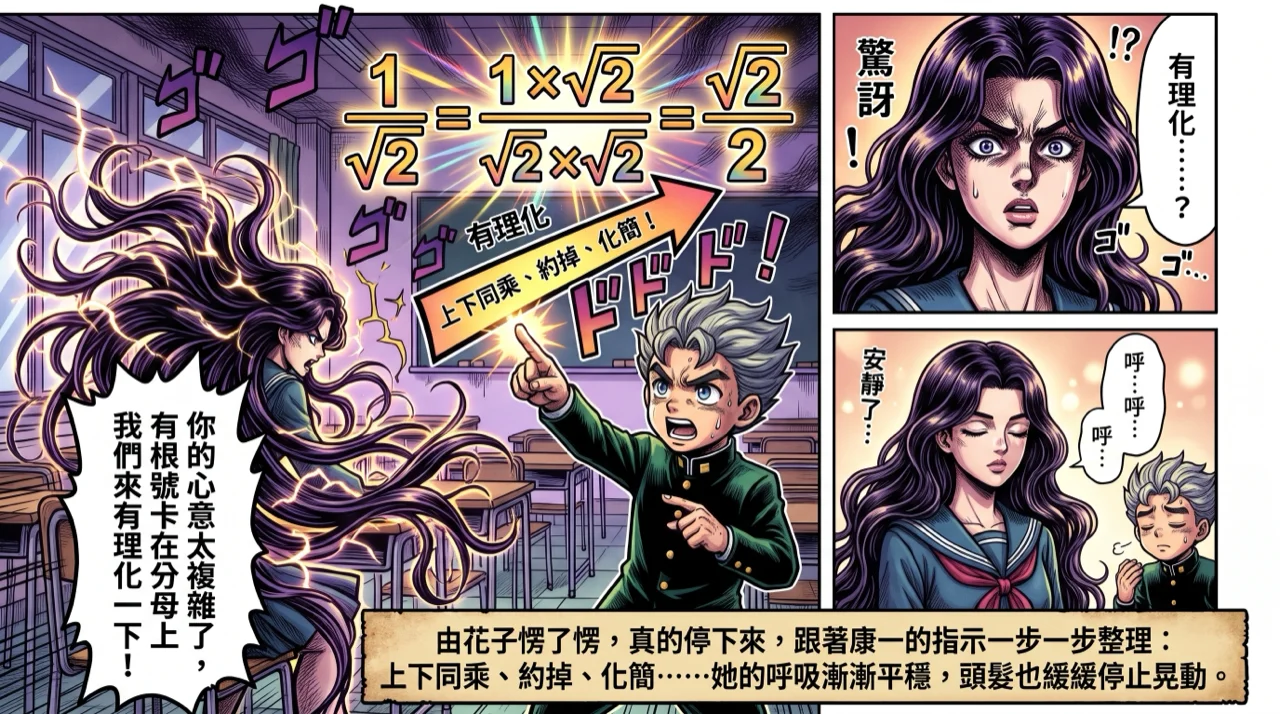 ゴゴ
1/√2 = 1×√2/√2×√2 = √2/2
ゴゴ
有理化
上下同乘、約掉、化簡！
ドドド！
你的心意太複雜了，
有根號卡在分母上
我們來有理化一下！
驚訝！
!?
有理化……？
ゴゴ…
安靜了…
呼…呼…
呼…
由花子愣了愣，真的停下來，跟著康一的指示一步一步整理：
上下同乘、約掉、化簡……她的呼吸漸漸平穩，頭髮也緩緩停止晃動。